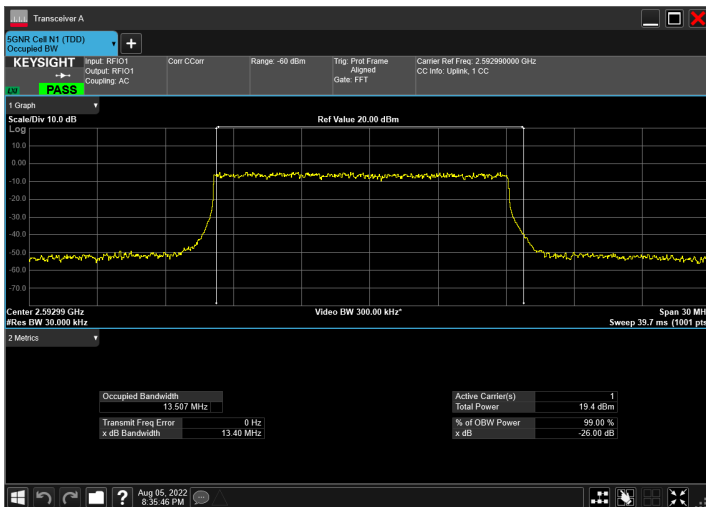 Transceiver A
5GNR Cell N1 (TDD)
Occupied BW
KEYSIGHT
LXI
PASS
Input: RFIO1
Output: RFIO1
Coupling: AC
Corr CCorr
Range: -60 dBm
Trig: Prot Frame
Aligned
Gate: FFT
Carrier Ref Freq: 2.592990000 GHz
CC Info: Uplink, 1 CC
1 Graph
Scale/Div 10.0 dB
Ref Value 20.00 dBm
Log
10.0
0.00
-10.0
-20.0
-30.0
-40.0
-50.0
-60.0
-70.0
Center 2.59299 GHz
#Res BW 30.000 kHz
Video BW 300.00 kHz*
Span 30 MH
Sweep 39.7 ms (1001 pts
2 Metrics
Occupied Bandwidth
13.507 MHz
Transmit Freq Error 0 Hz
x dB Bandwidth 13.40 MHz
Active Carrier(s) 1
Total Power 19.4 dBm
% of OBW Power 99.00 %
x dB -26.00 dB
Aug 05, 2022
8:35:46 PM